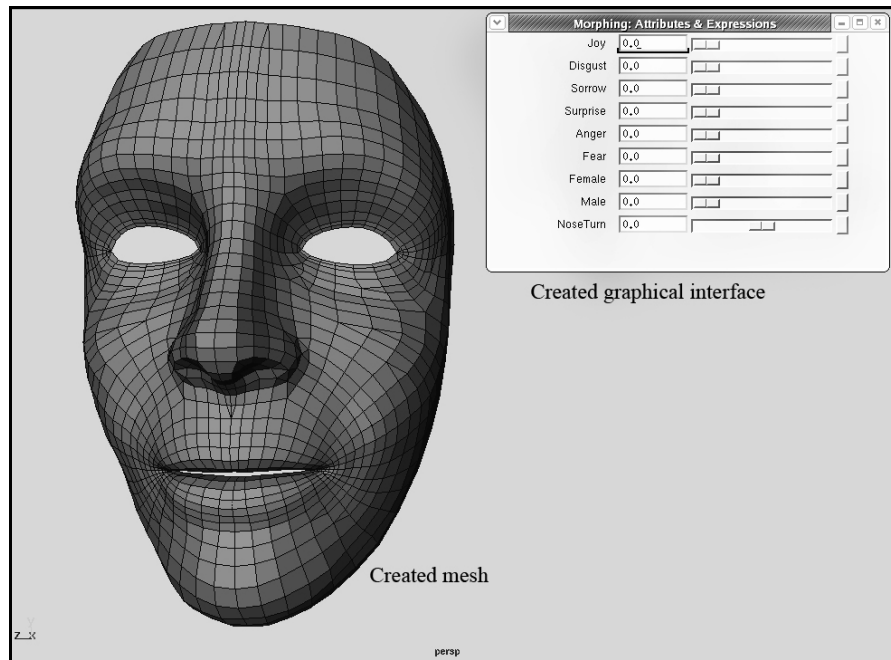 Morphing: Attributes & Expressions
Joy 0.0
Disgust 0.0
Sorrow 0.0
Surprise 0.0
Anger 0.0
Fear 0.0
Female 0.0
Male 0.0
NoseTurn 0.0
Created graphical interface
Created mesh
y
z x
persp